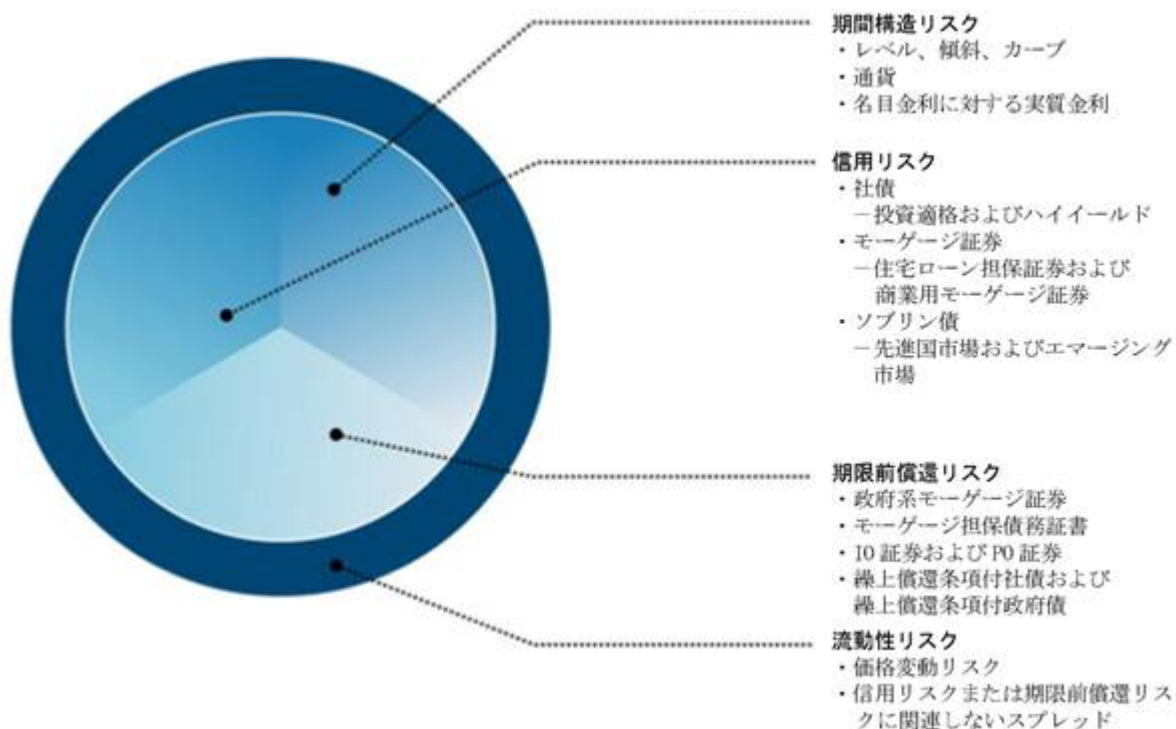 期間構造リスク
・レベル、傾斜、カーブ
・通貨
・名目金利に対する実質金利
信用リスク
・社債
－投資適格およびハイイールド
・モーゲージ証券
－住宅ローン担保証券および
商業用モーゲージ証券
・ソブリン債
－先進国市場およびエマージング
市場
期限前償還リスク
・政府系モーゲージ証券
・モーゲージ担保債務証書
・IO 証券および PO 証券
・繰上償還条項付社債および
繰上償還条項付政府債
流動性リスク
・価格変動リスク
・信用リスクまたは期限前償還リス
クに関連しないスプレッド